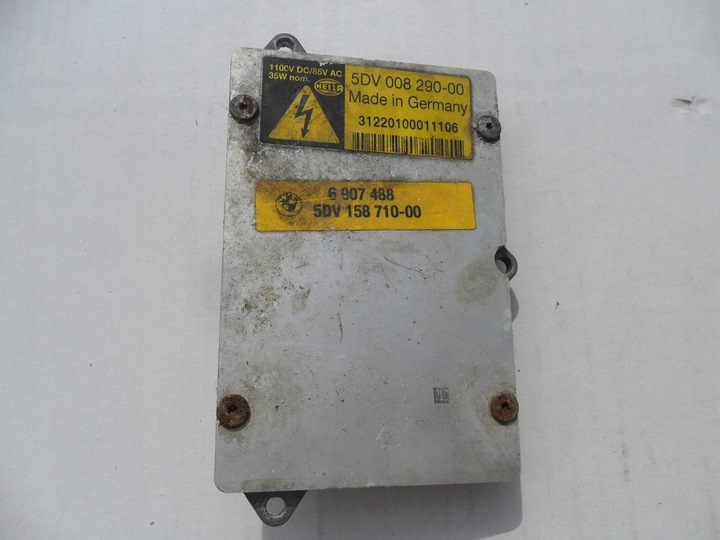 1100V DC/85V AC
35W nom.
HELLA
5DV 008 290-00
Made in Germany
31220100011106
6 907 488
5DV 158 710-00